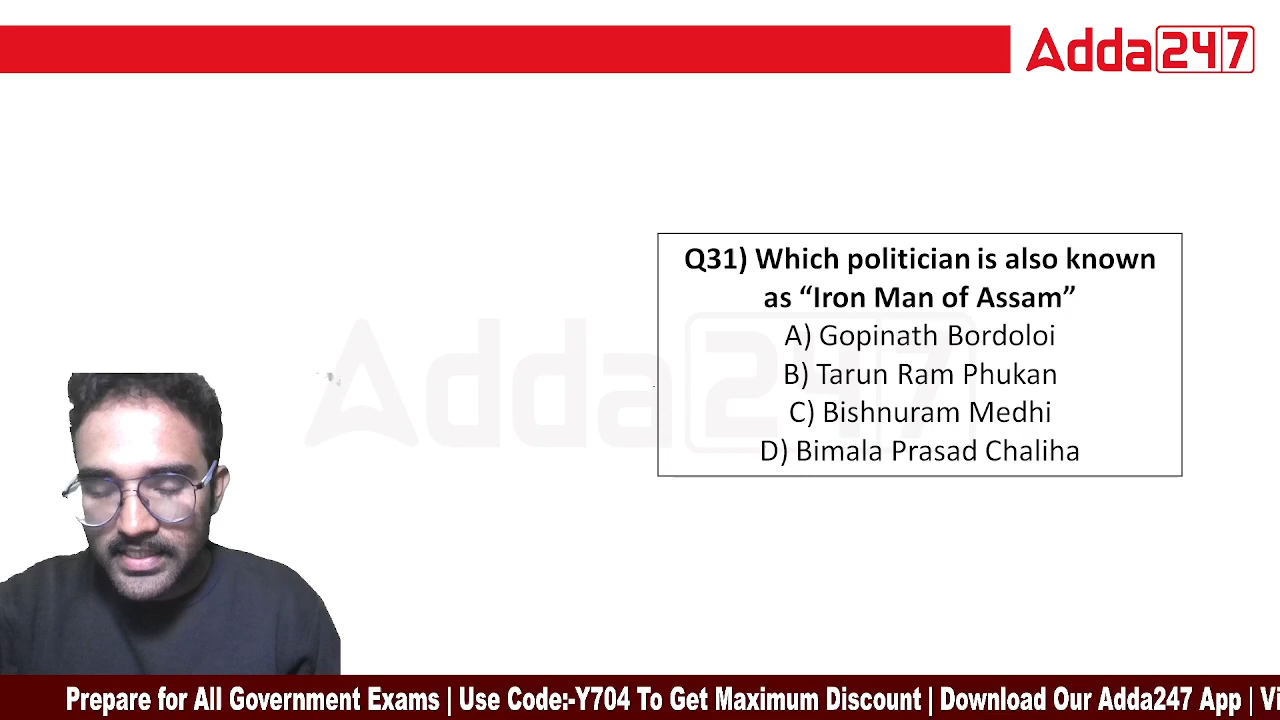 Adda247
Q31) Which politician is also known
as “Iron Man of Assam”
A) Gopinath Bordoloi
B) Tarun Ram Phukan
C) Bishnuram Medhi
D) Bimala Prasad Chaliha
Adda247
Prepare for All Government Exams | Use Code:-Y704 To Get Maximum Discount | Download Our Adda247 App | Vi